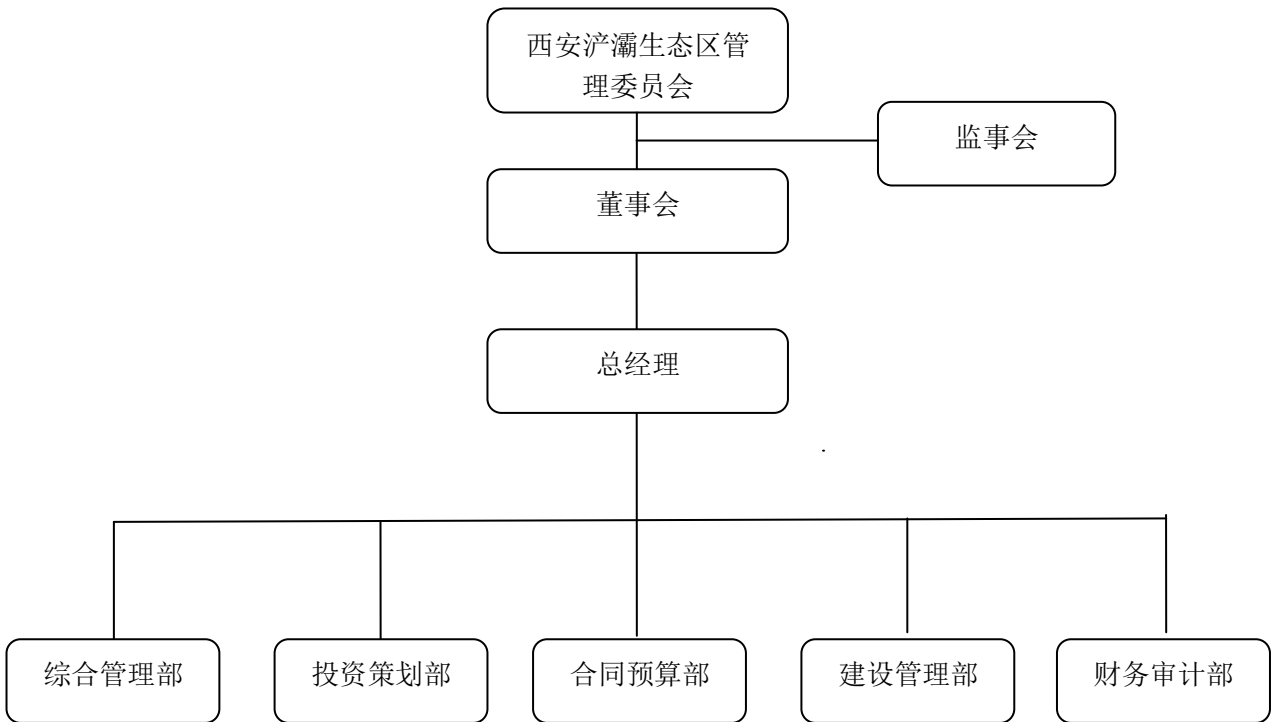 西安浐灞生态区管
理委员会
监事会
董事会
总经理
综合管理部
投资策划部
合同预算部
建设管理部
财务审计部